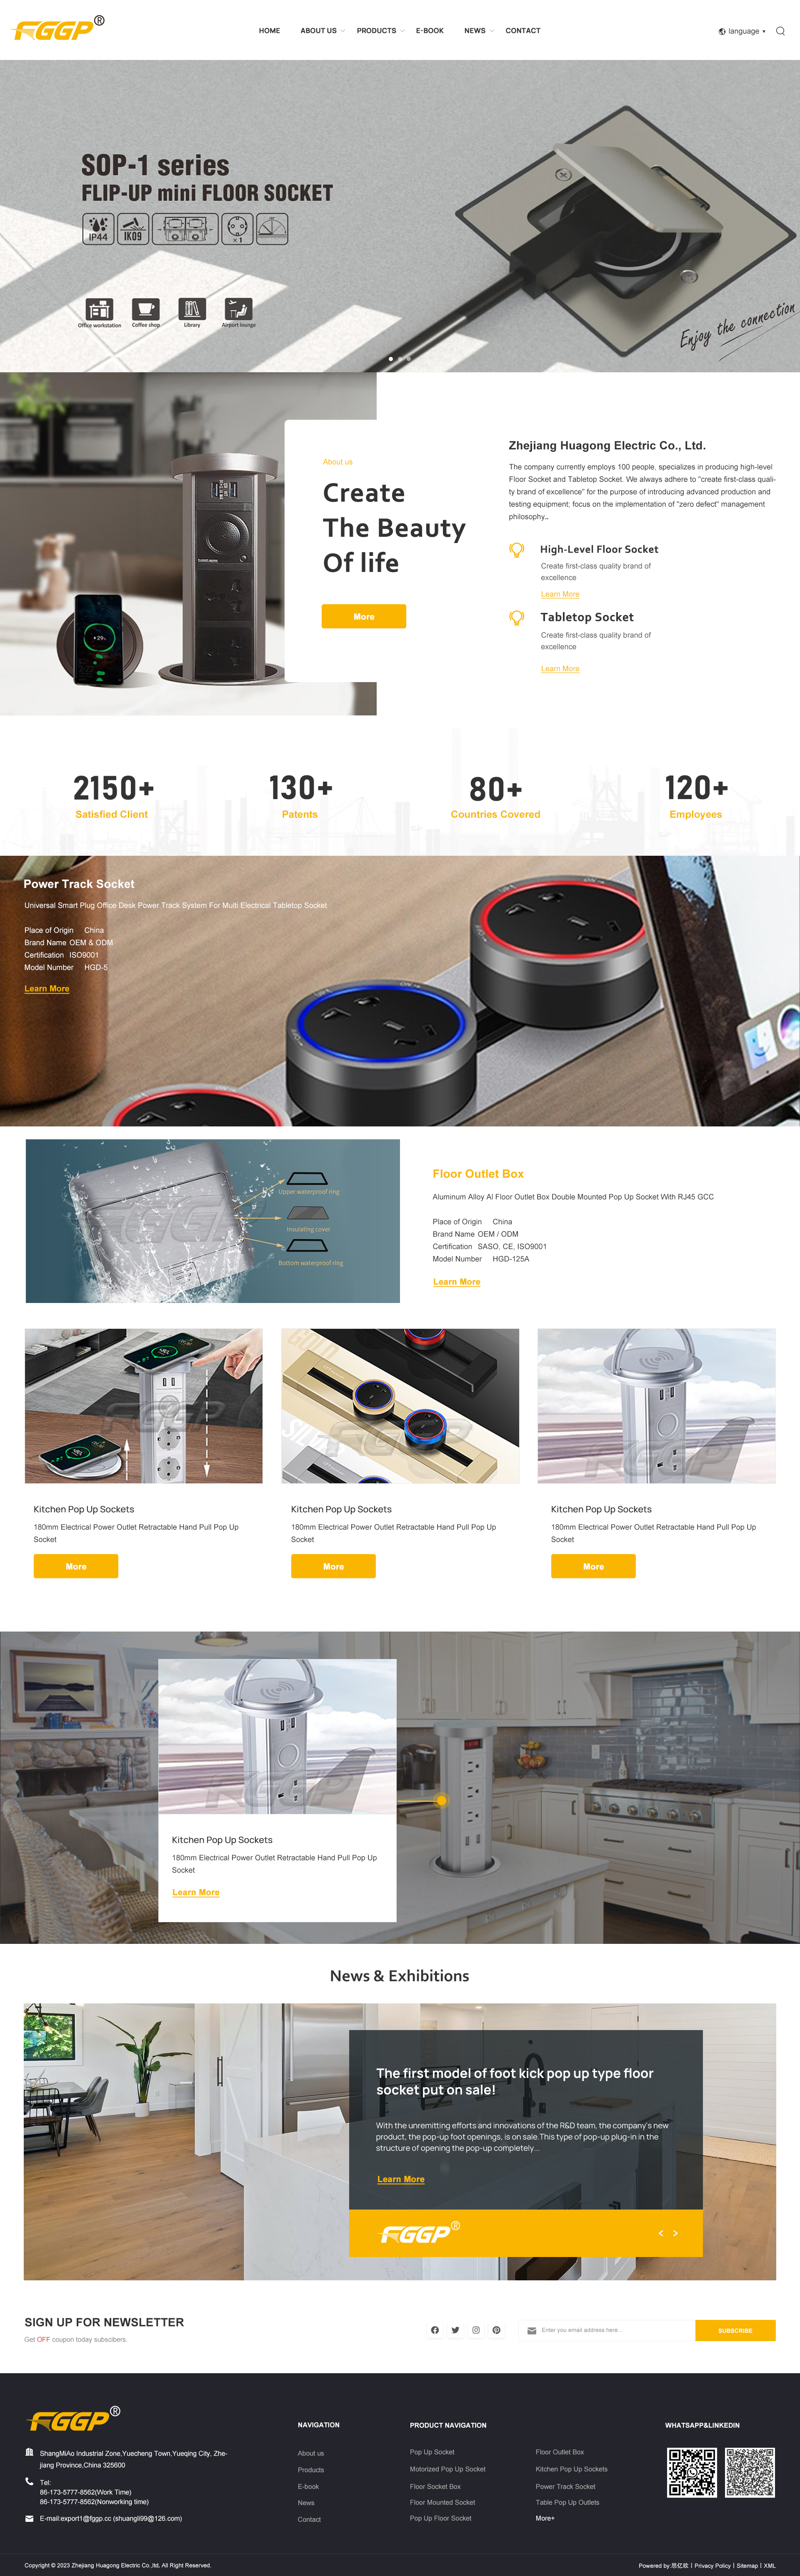 FGGP®
HOME ABOUT US PRODUCTS E-BOOK NEWS CONTACT
language
SOP-1 series
FLIP-UP mini FLOOR SOCKET
IP44 IK09 ×1
Office workstation Coffee shop Library Airport lounge
Enjoy the connection
About us
Create
The Beauty
Of life
More
Zhejiang Huagong Electric Co., Ltd.
The company currently employs 100 people, specializes in producing high-level
Floor Socket and Tabletop Socket. We always adhere to "create first-class quali-
ty brand of excellence" for the purpose of introducing advanced production and
testing equipment; focus on the implementation of "zero defect" management
philosophy..
High-Level Floor Socket
Create first-class quality brand of
excellence
Learn More
Tabletop Socket
Create first-class quality brand of
excellence
Learn More
2150+ 130+ 80+ 120+
Satisfied Client Patents Countries Covered Employees
Power Track Socket
Universal Smart Plug Office Desk Power Track System For Multi Electrical Tabletop Socket
Place of Origin China
Brand Name OEM & ODM
Certification ISO9001
Model Number HGD-5
Learn More
FGGP
Upper waterproof ring
Insulating cover
Bottom waterproof ring
Floor Outlet Box
Aluminum Alloy Al Floor Outlet Box Double Mounted Pop Up Socket With RJ45 GCC
Place of Origin China
Brand Name OEM / ODM
Certification SASO, CE, ISO9001
Model Number HGD-125A
Learn More
FGGP FGGP FGGP
Kitchen Pop Up Sockets
180mm Electrical Power Outlet Retractable Hand Pull Pop Up
Socket
More
Kitchen Pop Up Sockets
180mm Electrical Power Outlet Retractable Hand Pull Pop Up
Socket
More
Kitchen Pop Up Sockets
180mm Electrical Power Outlet Retractable Hand Pull Pop Up
Socket
More
FGGP
Kitchen Pop Up Sockets
180mm Electrical Power Outlet Retractable Hand Pull Pop Up
Socket
Learn More
News & Exhibitions
The first model of foot kick pop up type floor
socket put on sale!
With the unremitting efforts and innovations of the R&D team, the company's new
product, the pop-up foot openings, is on sale.This type of pop-up plug-in in the
structure of opening the pop-up completely...
Learn More
FGGP®
< >
SIGN UP FOR NEWSLETTER
Get OFF coupon today subscibers.
Enter you email address here...
SUBSCRIBE
FGGP®
ShangMiAo Industrial Zone,Yuecheng Town,Yueqing City, Zhe-
jiang Province,China 325600
Tel:
86-173-5777-8562(Work Time)
86-173-5777-8562(Nonworking time)
E-mail:export1@fggp.cc (shuangli99@126.com)
NAVIGATION
About us
Products
E-book
News
Contact
PRODUCT NAVIGATION
Pop Up Socket
Motorized Pop Up Socket
Floor Socket Box
Floor Mounted Socket
Pop Up Floor Socket
Floor Outlet Box
Kitchen Pop Up Sockets
Power Track Socket
Table Pop Up Outlets
More+
WHATSAPP&LINKEDIN
Copyright © 2023 Zhejiang Huagong Electric Co.,ltd. All Right Reserved.
Powered by:思亿欧 | Privacy Policy | Sitemap | XML